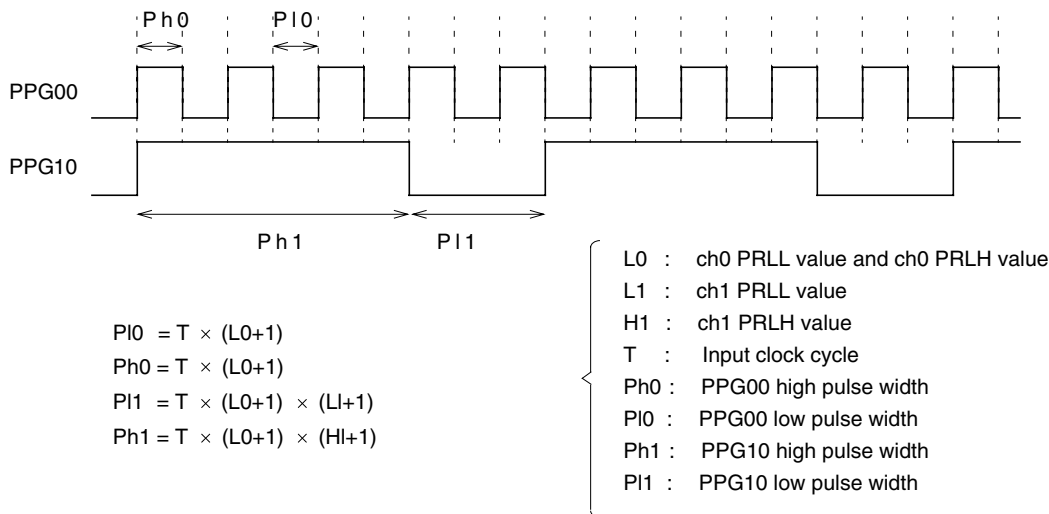 Ph0 Pl0
PPG00
PPG10
Ph1 Pl1
Pl0 = T × (L0+1)
Ph0 = T × (L0+1)
Pl1 = T × (L0+1) × (Ll+1)
Ph1 = T × (L0+1) × (Hl+1)
L0 : ch0 PRLL value and ch0 PRLH value
L1 : ch1 PRLL value
H1 : ch1 PRLH value
T : Input clock cycle
Ph0 : PPG00 high pulse width
Pl0 : PPG00 low pulse width
Ph1 : PPG10 high pulse width
Pl1 : PPG10 low pulse width